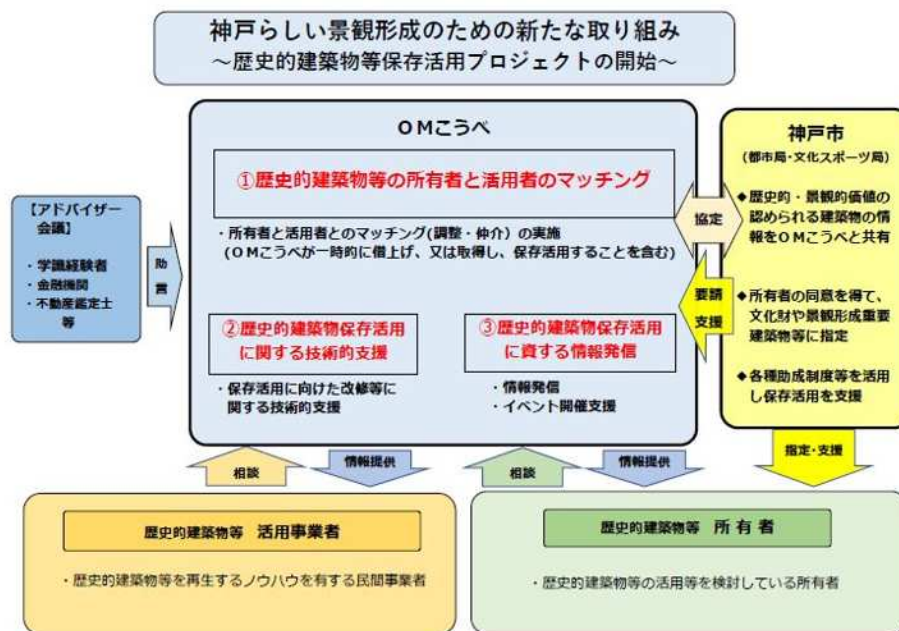 神戸らしい景観形成のための新たな取り組み
～歴史的建築物等保存活用プロジェクトの開始～
OMこうべ
①歴史的建築物等の所有者と活用者のマッチング
・所有者と活用者とのマッチング(調整・仲介）の実施
(OMこうべが一時的に借上げ、又は取得し、保存活用することを含む)
②歴史的建築物保存活用
に関する技術的支援
・保存活用に向けた改修等に
関する技術的支援
③歴史的建築物保存活用
に資する情報発信
・情報発信
・イベント開催支援
【アドバイザー
会議】
・学識経験者
・金融機関
・不動産鑑定士
等
助
言
協定
要請
支援
神戸市
(都市局・文化スポーツ局)
◆歴史的・景観的価値の
認められる建築物の情
報をOMこうべと共有
◆所有者の同意を得て、
文化財や景観形成重要
建築物等に指定
◆各種助成制度等を活用
し保存活用を支援
相談
情報提供
相談
情報提供
指定・支援
歴史的建築物等 活用事業者
・歴史的建築物等を再生するノウハウを有する民間事業者
歴史的建築物等 所有者
・歴史的建築物等の活用等を検討している所有者